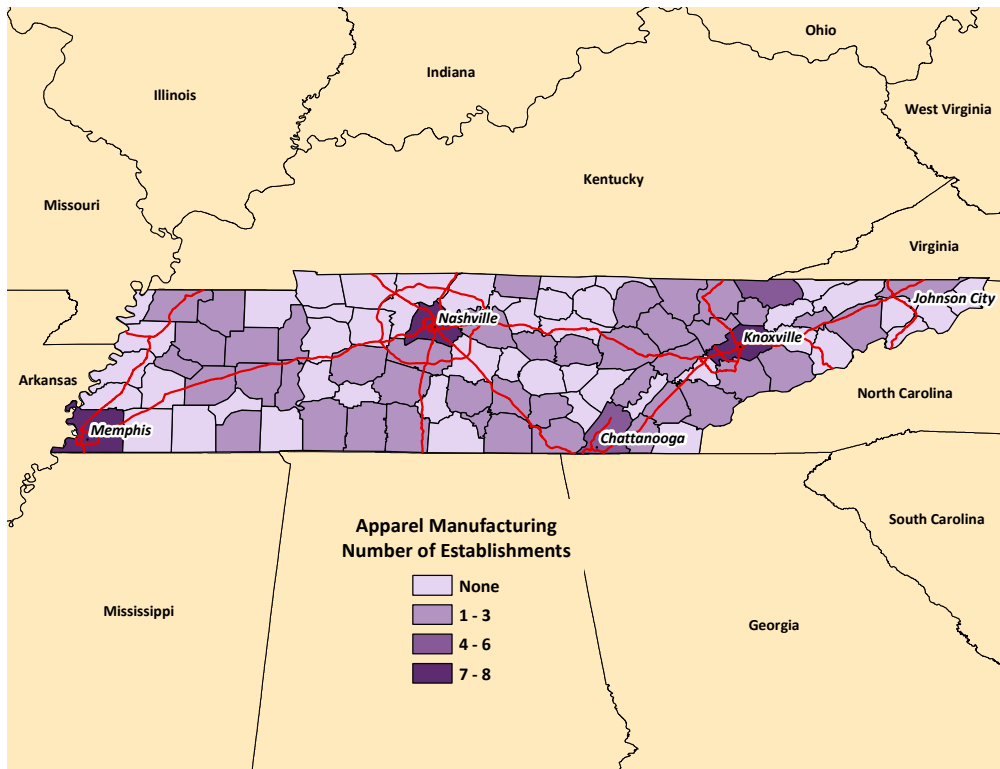 Ohio
Indiana
Illinois
West Virginia
Kentucky
Missouri
Virginia
Johnson City
Nashville
Knoxville
Arkansas
North Carolina
Memphis
Chattanooga
South Carolina
Apparel Manufacturing
Number of Establishments
None
1 - 3
4 - 6
7 - 8
Mississippi
Georgia